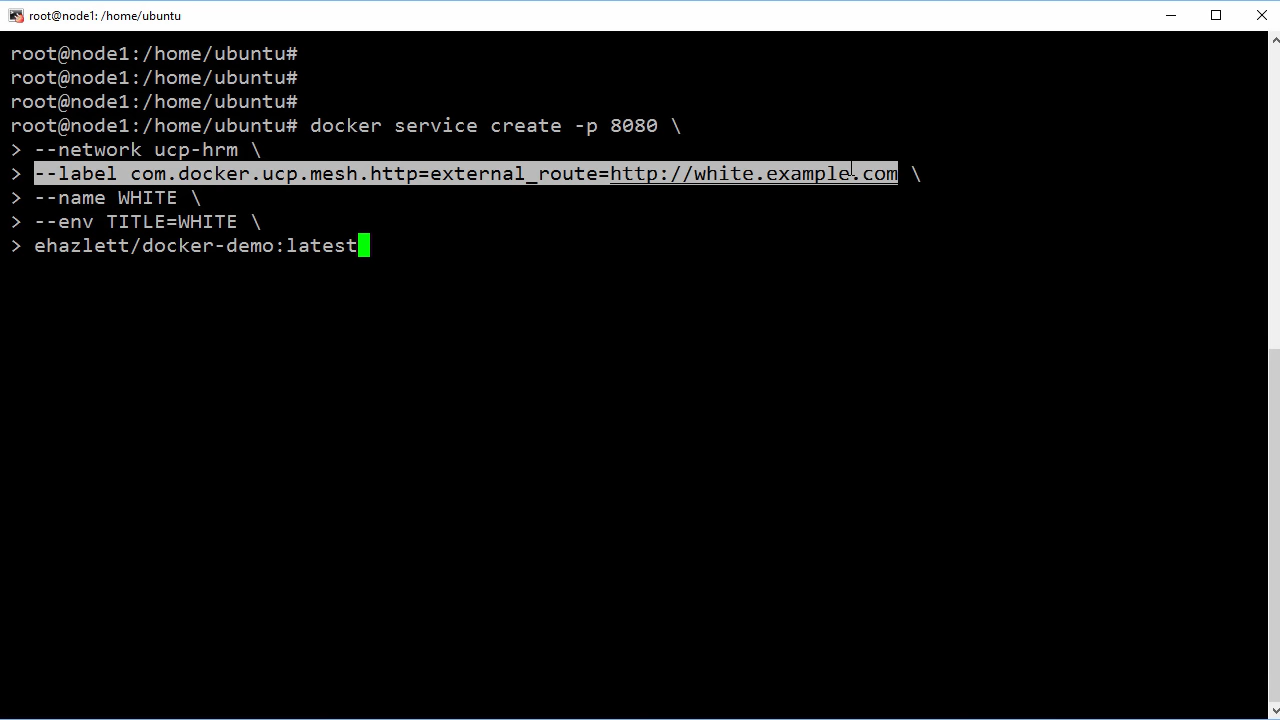 root@node1: /home/ubuntu
root@node1:/home/ubuntu#
root@node1:/home/ubuntu#
root@node1:/home/ubuntu#
root@node1:/home/ubuntu# docker service create -p 8080 \
> --network ucp-hrm \
> --label com.docker.ucp.mesh.http=external_route=http://white.example.com \
> --name WHITE \
> --env TITLE=WHITE \
> ehazlett/docker-demo:latest